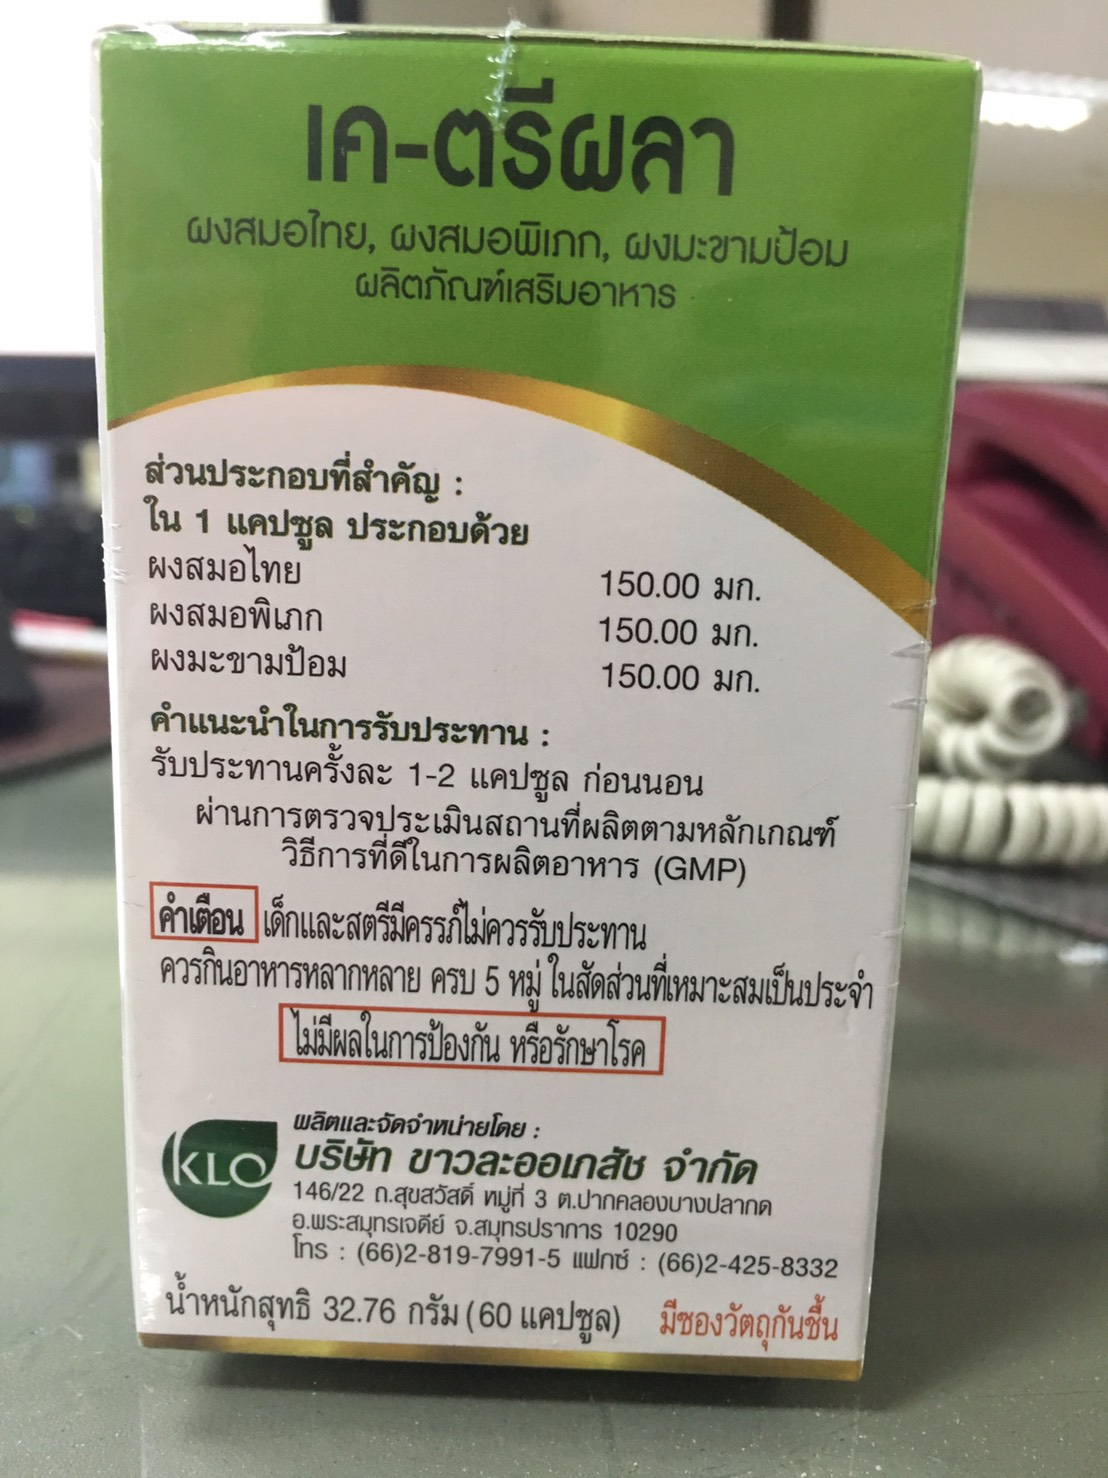 เค-ตรีผลา
ผงสมอไทย, ผงสมอพิเภก, ผงมะขามป้อม
ผลิตภัณฑ์เสริมอาหาร
ส่วนประกอบที่สำคัญ :
ใน 1 แคปซูล ประกอบด้วย
ผงสมอไทย 150.00 มก.
ผงสมอพิเภก 150.00 มก.
ผงมะขามป้อม 150.00 มก.
คำแนะนำในการรับประทาน :
รับประทานครั้งละ 1-2 แคปซูล ก่อนนอน
ผ่านการตรวจประเมินสถานที่ผลิตตามหลักเกณฑ์
วิธีการที่ดีในการผลิตอาหาร (GMP)
คำเตือน เด็กและสตรีมีครรภ์ไม่ควรรับประทาน
ควรกินอาหารหลากหลาย ครบ 5 หมู่ ในสัดส่วนที่เหมาะสมเป็นประจำ
ไม่มีผลในการป้องกัน หรือรักษาโรค
KLO
ผลิตและจัดจำหน่ายโดย :
บริษัท ขาวละออเภสัช จำกัด
146/22 ถ.สุขสวัสดิ์ หมู่ที่ 3 ต.ปากคลองบางปลากด
อ.พระสมุทรเจดีย์ จ.สมุทรปราการ 10290
โทร : (66)2-819-7991-5 แฟกซ์ : (66)2-425-8332
น้ำหนักสุทธิ 32.76 กรัม (60 แคปซูล) มีซองวัตถุกันชื้น